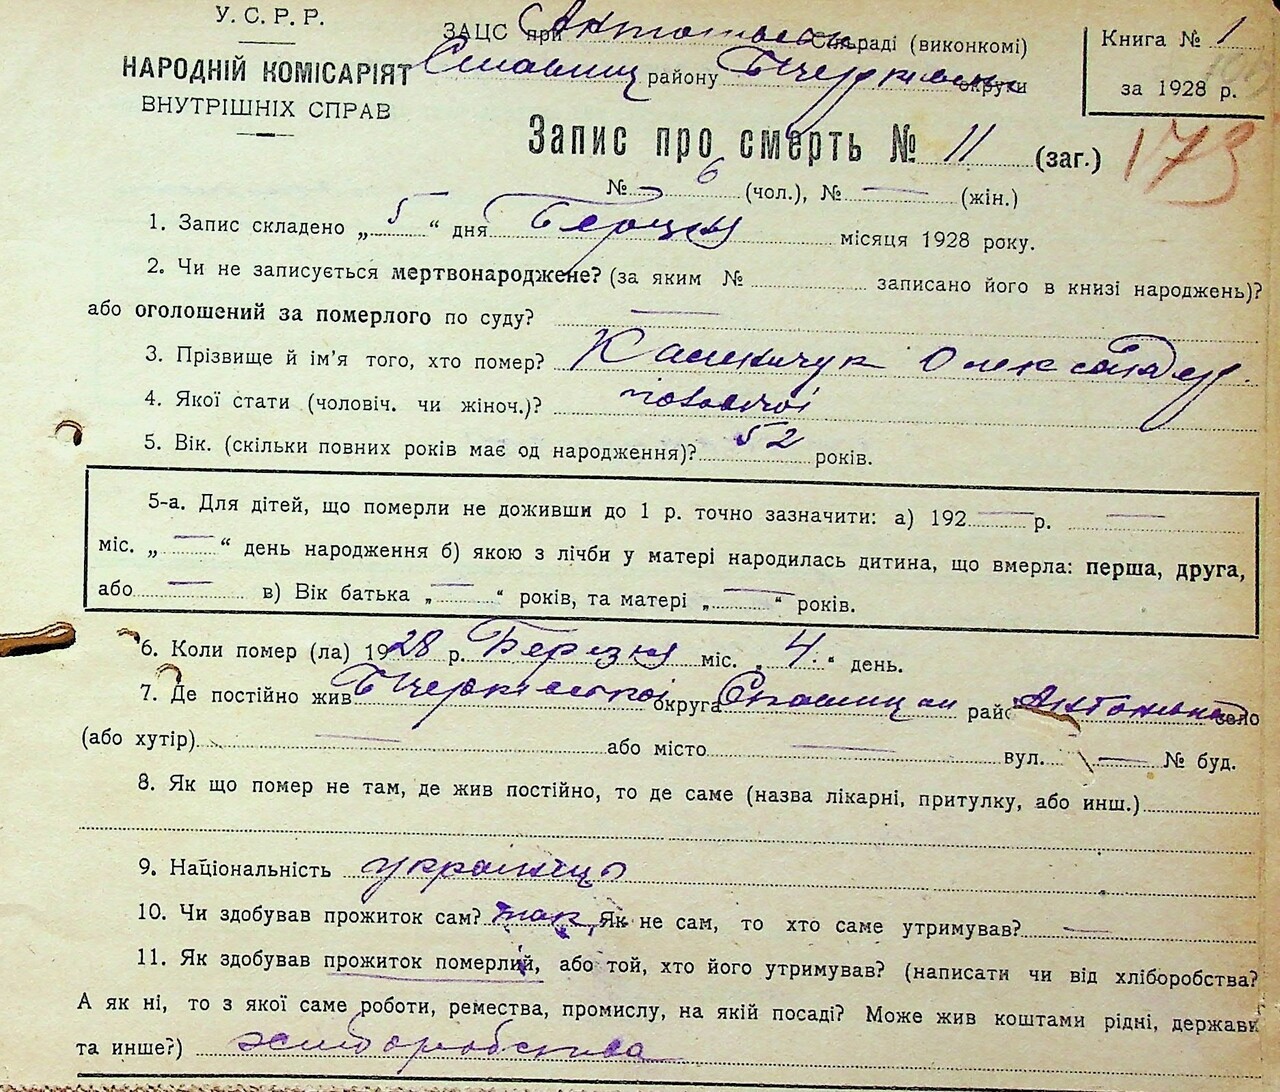 У. С. Р. Р.
НАРОДНІЙ КОМІСАРІЯТ
ВНУТРІШНІХ СПРАВ
ЗАЦС при Антонівськ сільраді (виконкомі)
району округи
Книга № 1
за 1928 р.
Запис про смерть № 11 (заг.)
173
№ 6 (чол.), № — (жін.)
1. Запис складено „ 5 “ дня Березня місяця 1928 року.
2. Чи не записується мертвонароджене? (за яким № записано його в книзі народжень)?
або оголошений за померлого по суду? —
3. Прізвище й ім'я того, хто помер? Олександер
4. Якої стати (чоловіч. чи жіноч.)? чоловічої
5. Вік. (скільки повних років має од народження)? 52 років.
5-а. Для дітей, що померли не доживши до 1 р. точно зазначити: а) 192 — р. —
міс. „ — “ день народження б) якою з лічби у матері народилась дитина, що вмерла: перша, друга,
або — в) Вік батька „ — “ років, та матері „ — “ років.
6. Коли помер (ла) 1928 р. Березня міс. „ 4. “ день.
7. Де постійно жив округа район Антонівка село
(або хутір) — або місто — вул. — № буд.
8. Як що помер не там, де жив постійно, то де саме (назва лікарні, притулку, або инш.)
9. Національність українець
10. Чи здобував прожиток сам? так, Як не сам, то хто саме утримував? —
11. Як здобував прожиток померлий, або той, хто його утримував? (написати чи від хліборобства?
А як ні, то з якої саме роботи, ремества, промислу, на якій посаді? Може жив коштами рідні, держави
та инше?) хліборобства